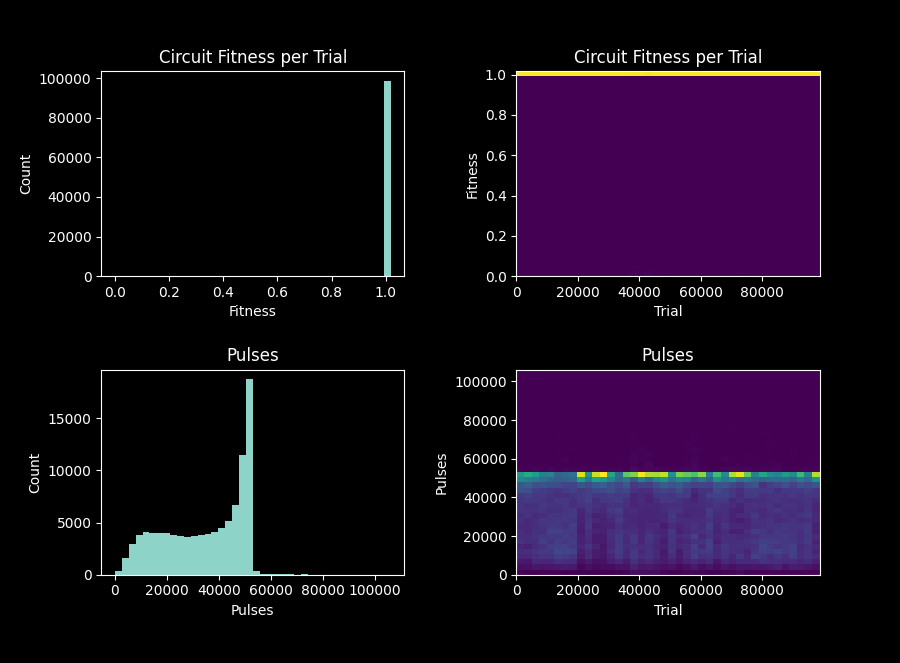 Circuit Fitness per Trial
100000
80000
60000
40000
20000
0
Count
0.0 0.2 0.4 0.6 0.8 1.0
Fitness
Circuit Fitness per Trial
1.0
0.8
0.6
0.4
0.2
0.0
Fitness
0 20000 40000 60000 80000
Trial
Pulses
15000
10000
5000
0
Count
0 20000 40000 60000 80000 100000
Pulses
Pulses
100000
80000
60000
40000
20000
0
Pulses
0 20000 40000 60000 80000
Trial